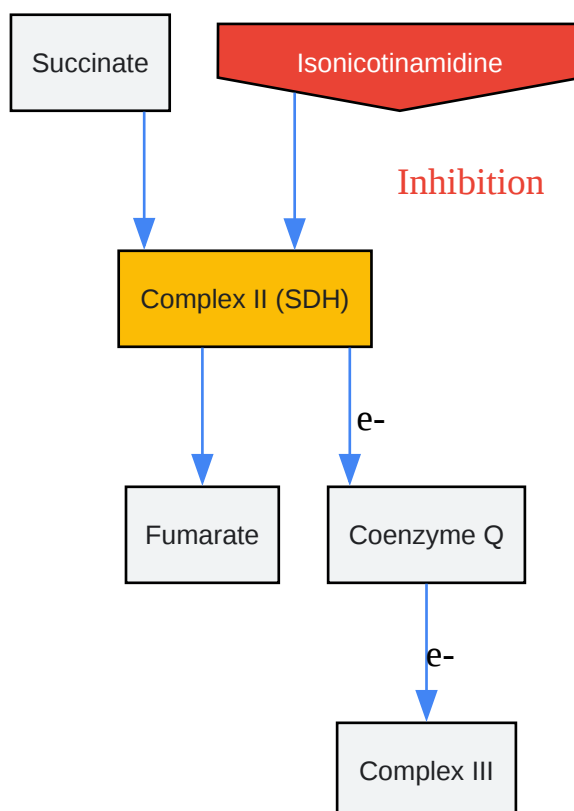 Succinate
Isonicotinamidine
Inhibition
Complex II (SDH)
e-
Fumarate
Coenzyme Q
e-
Complex III